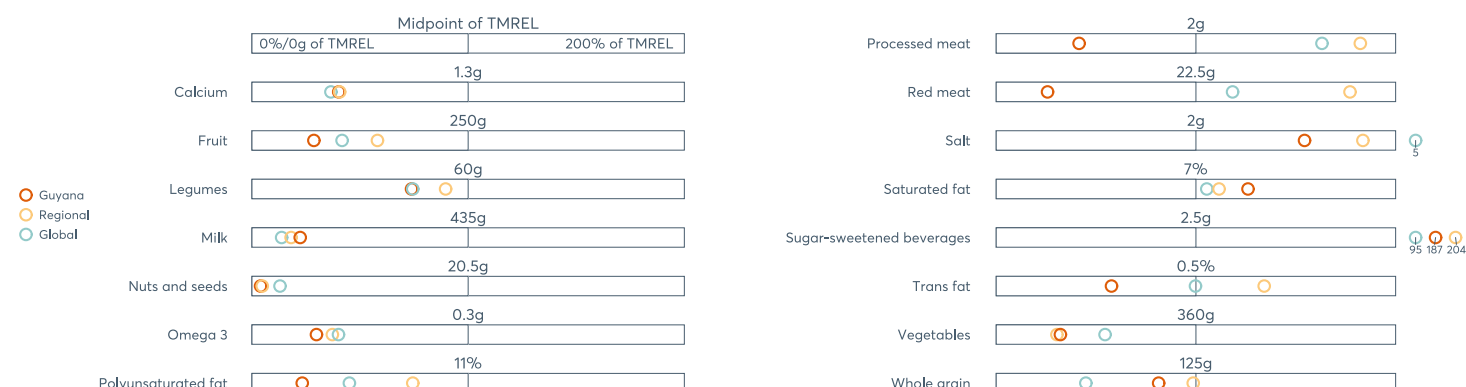 Midpoint of TMREL
0%/0g of TMREL 200% of TMREL
1.3g
Calcium
250g
Fruit
60g
Legumes
435g
Milk
20.5g
Nuts and seeds
0.3g
Omega 3
11%
Polyunsaturated fat
Guyana
Regional
Global
2g
Processed meat
22.5g
Red meat
2g
Salt
5
7%
Saturated fat
2.5g
Sugar-sweetened beverages
95 187 204
0.5%
Trans fat
360g
Vegetables
125g
Whole grain